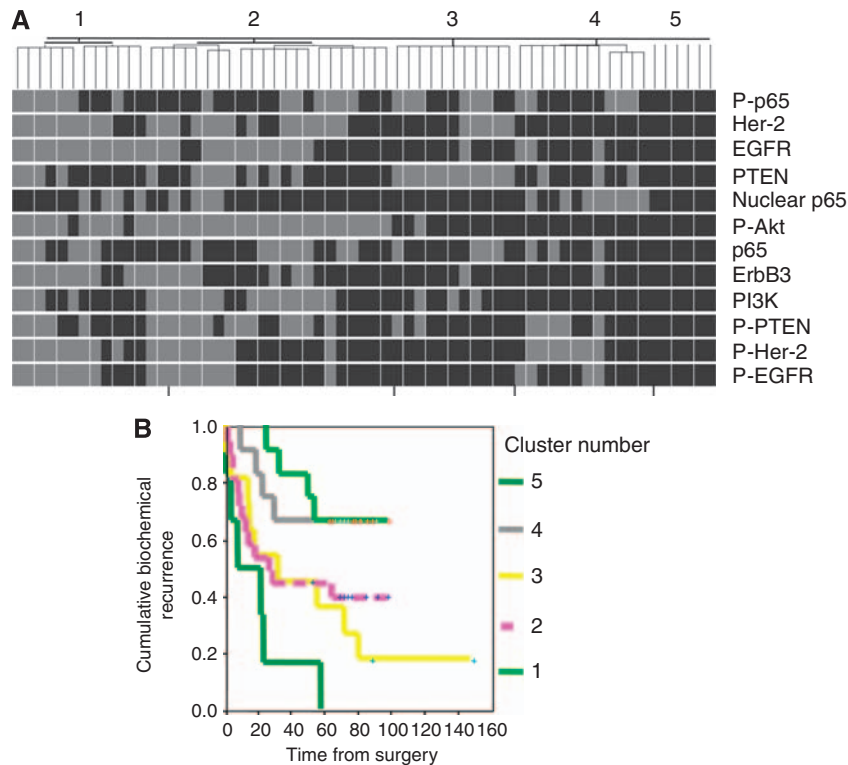 A
1 2 3 4 5
P-p65
Her-2
EGFR
PTEN
Nuclear p65
P-Akt
p65
ErbB3
PI3K
P-PTEN
P-Her-2
P-EGFR
B
Cumulative biochemical
recurrence
1.0
0.8
0.6
0.4
0.2
0.0
0 20 40 60 80 100 120 140 160
Time from surgery
Cluster number
5
4
3
2
1